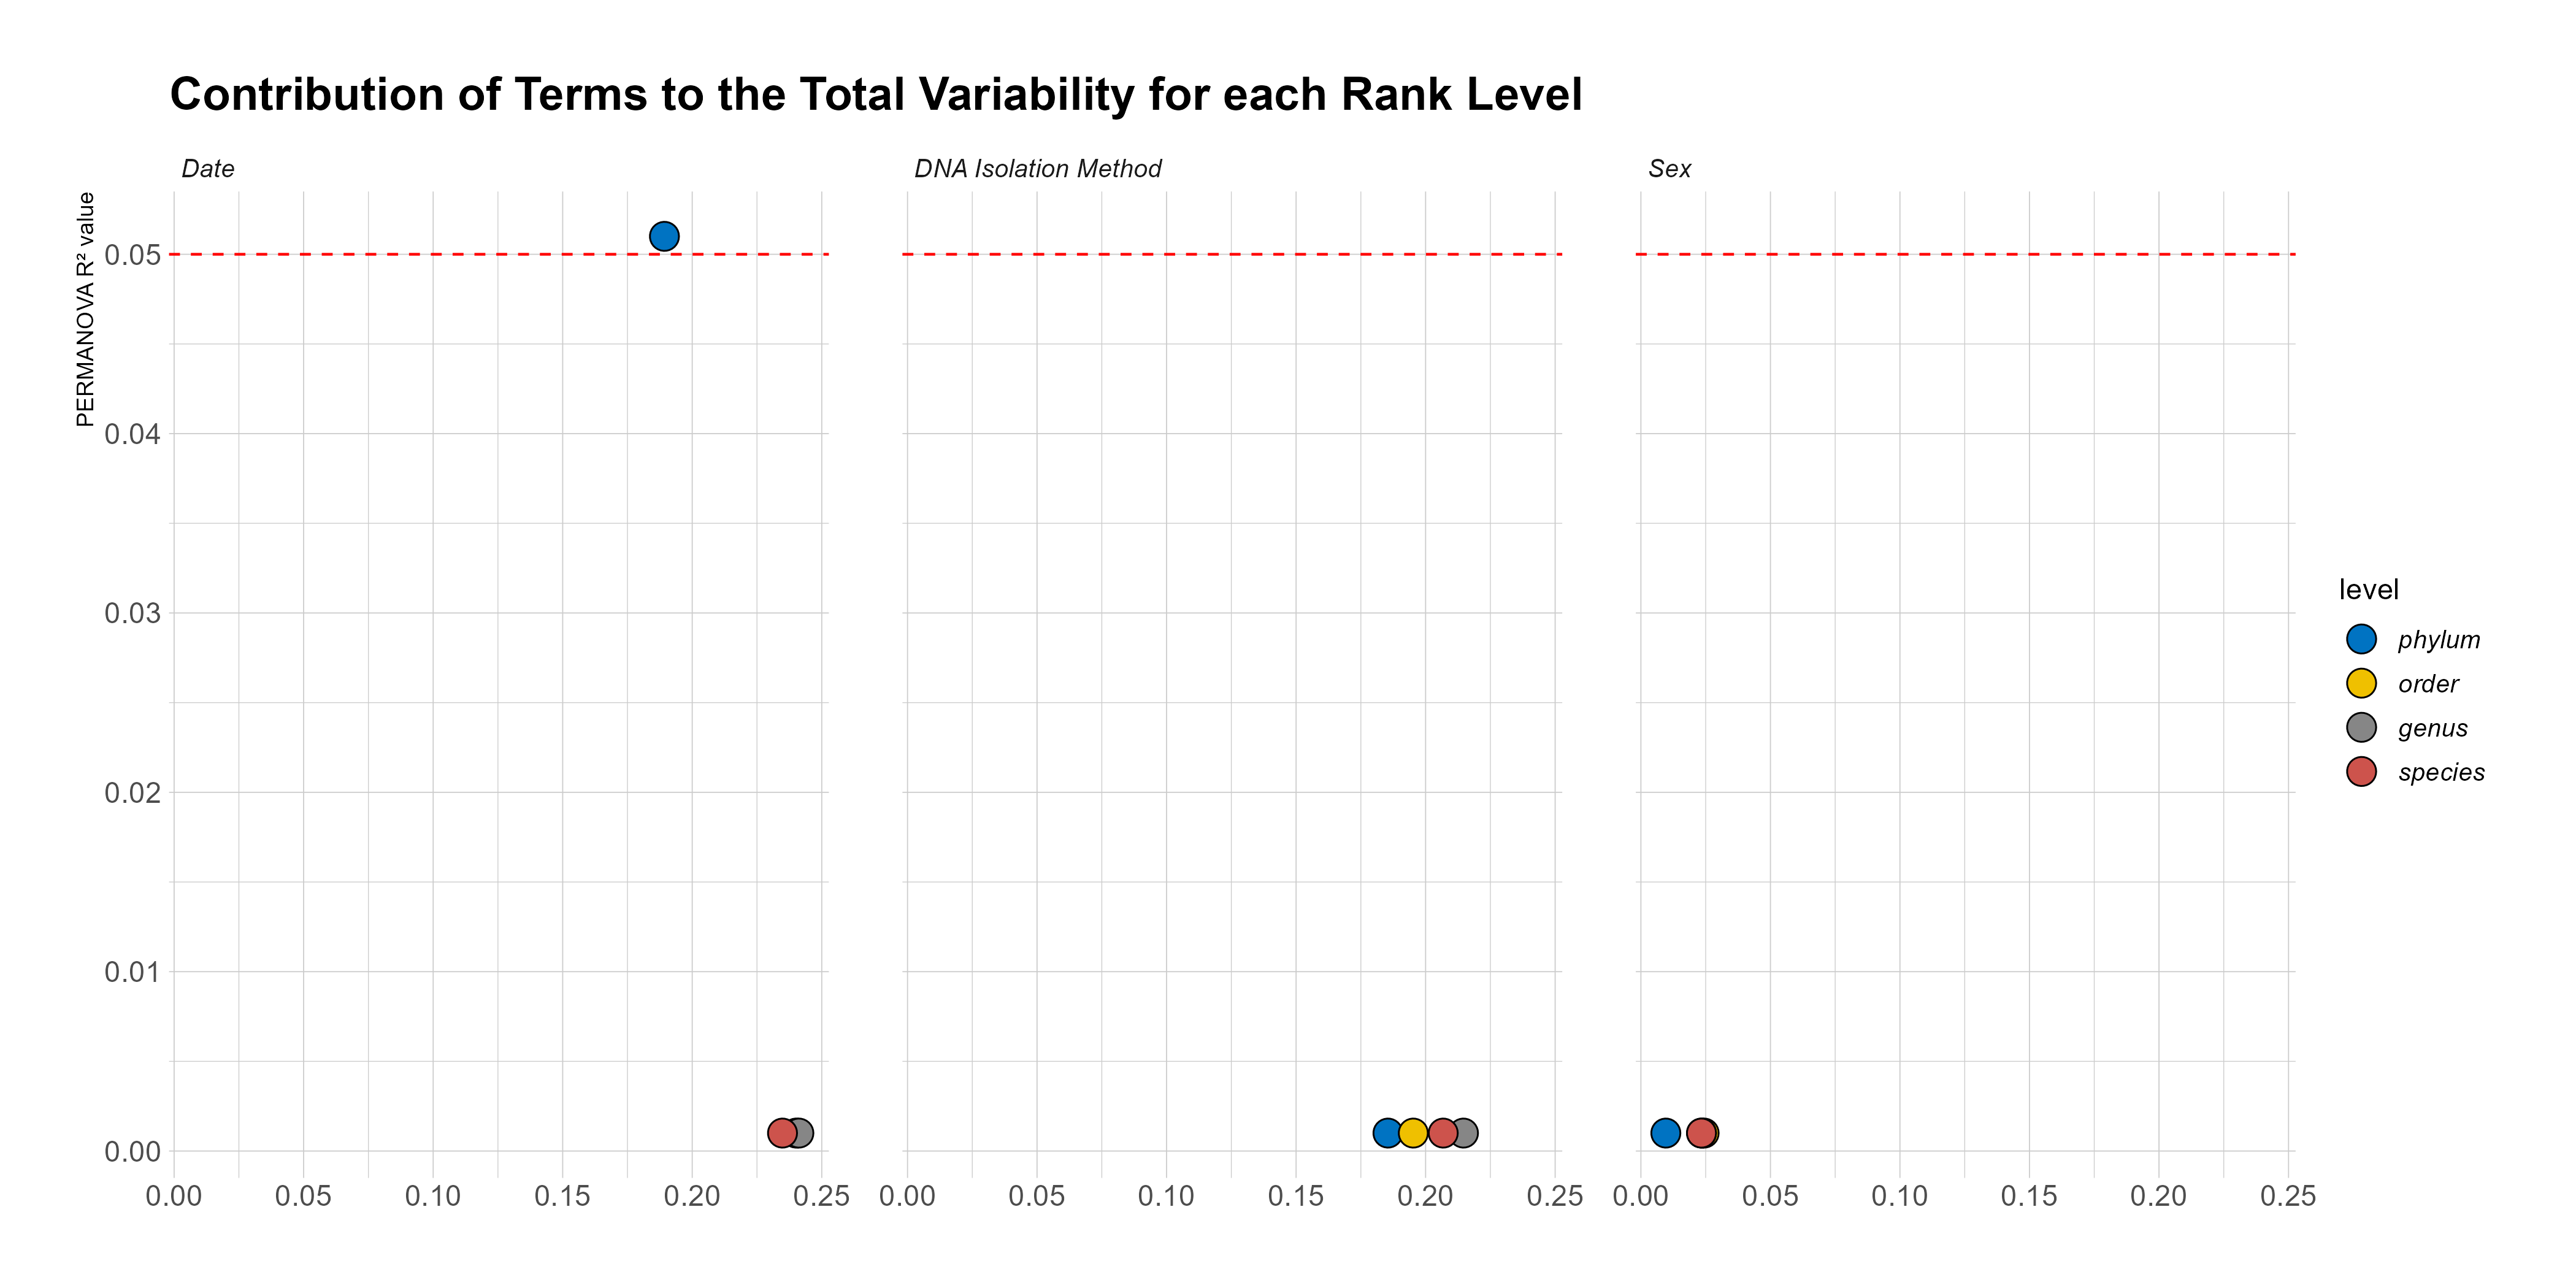 Contribution of Terms to the Total Variability for each Rank Level
Date
DNA Isolation Method
Sex
PERMANOVA R² value
0.05
0.04
0.03
0.02
0.01
0.00
0.00 0.05 0.10 0.15 0.20 0.25
0.00 0.05 0.10 0.15 0.20 0.25
0.00 0.05 0.10 0.15 0.20 0.25
level
phylum
order
genus
species